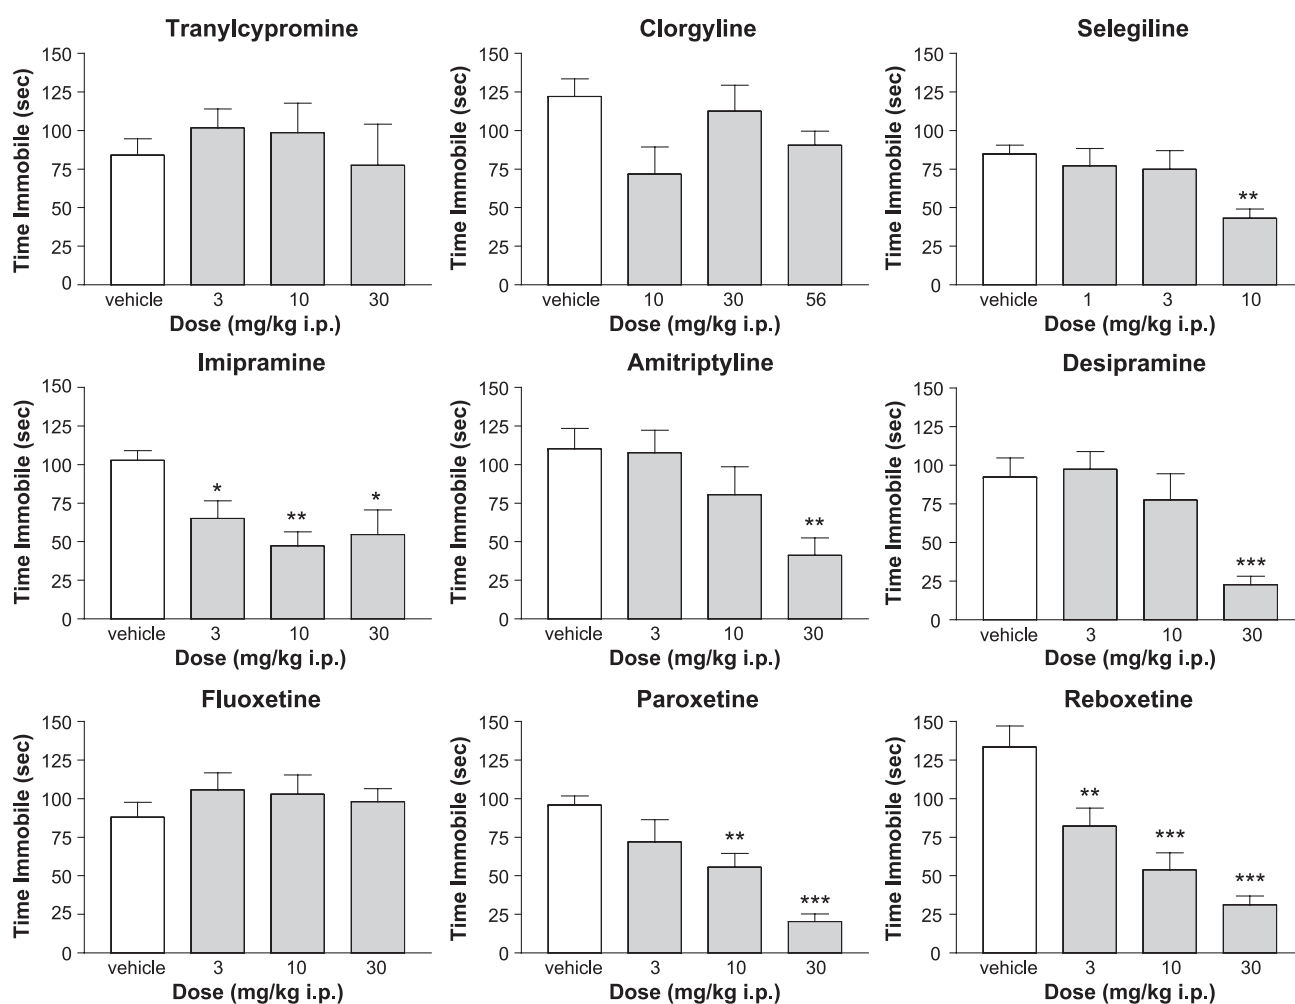 Tranylcypromine
Time Immobile (sec)
150
125
100
75
50
25
0
vehicle 3 10 30
Dose (mg/kg i.p.)
Clorgyline
Time Immobile (sec)
150
125
100
75
50
25
0
vehicle 10 30 56
Dose (mg/kg i.p.)
Selegiline
Time Immobile (sec)
150
125
100
75
50
25
0
**
vehicle 1 3 10
Dose (mg/kg i.p.)
Imipramine
Time Immobile (sec)
150
125
100
75
50
25
0
* ** *
vehicle 3 10 30
Dose (mg/kg i.p.)
Amitriptyline
Time Immobile (sec)
150
125
100
75
50
25
0
**
vehicle 3 10 30
Dose (mg/kg i.p.)
Desipramine
Time Immobile (sec)
150
125
100
75
50
25
0
***
vehicle 3 10 30
Dose (mg/kg i.p.)
Fluoxetine
Time Immobile (sec)
150
125
100
75
50
25
0
vehicle 3 10 30
Dose (mg/kg i.p.)
Paroxetine
Time Immobile (sec)
150
125
100
75
50
25
0
** ***
vehicle 3 10 30
Dose (mg/kg i.p.)
Reboxetine
Time Immobile (sec)
150
125
100
75
50
25
0
** *** ***
vehicle 3 10 30
Dose (mg/kg i.p.)